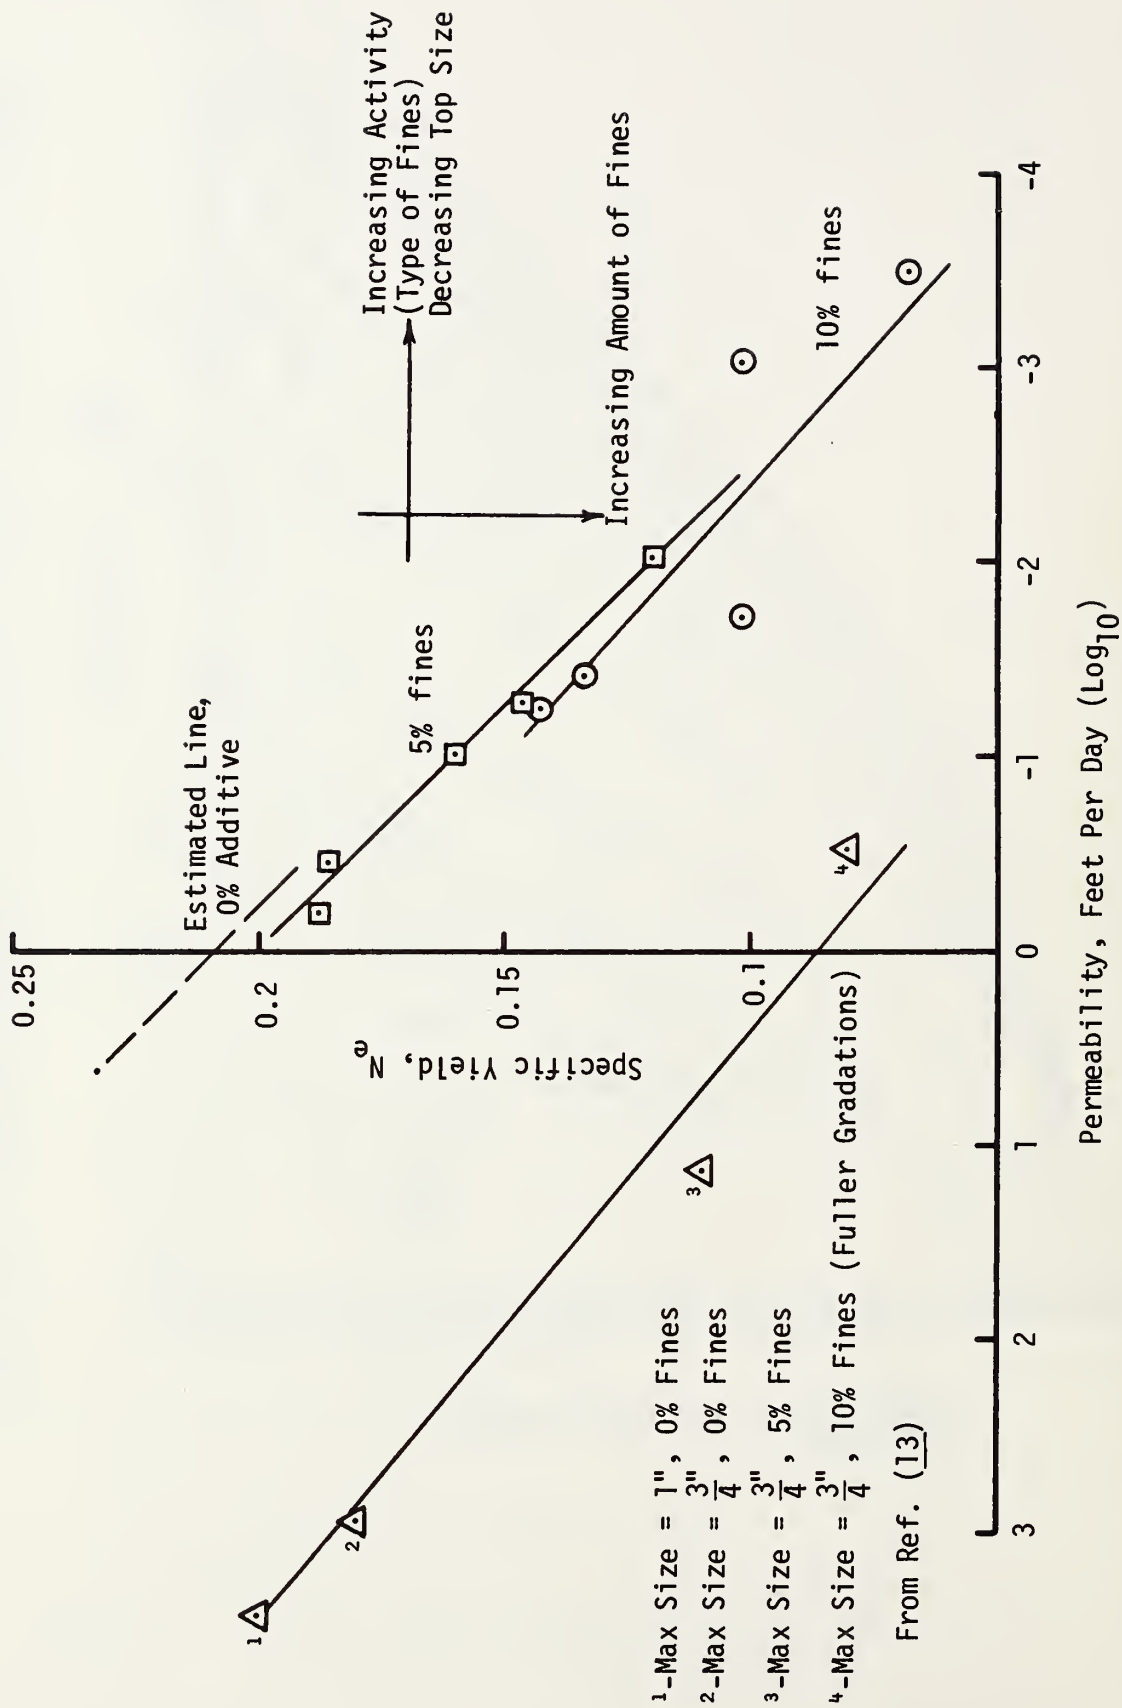 0.25
0.2
0.15
0.1
Specific Yield, Ne
Estimated Line,
0% Additive
5% fines
10% fines
Increasing Activity
(Type of Fines)
Decreasing Top Size
Increasing Amount of Fines
1
2
3
4
1-Max Size = 1", 0% Fines
2-Max Size = 3/4", 0% Fines
3-Max Size = 3/4", 5% Fines
4-Max Size = 3/4", 10% Fines (Fuller Gradations)
From Ref. (13)
3 2 1 0 -1 -2 -3 -4
Permeability, Feet Per Day (Log10)